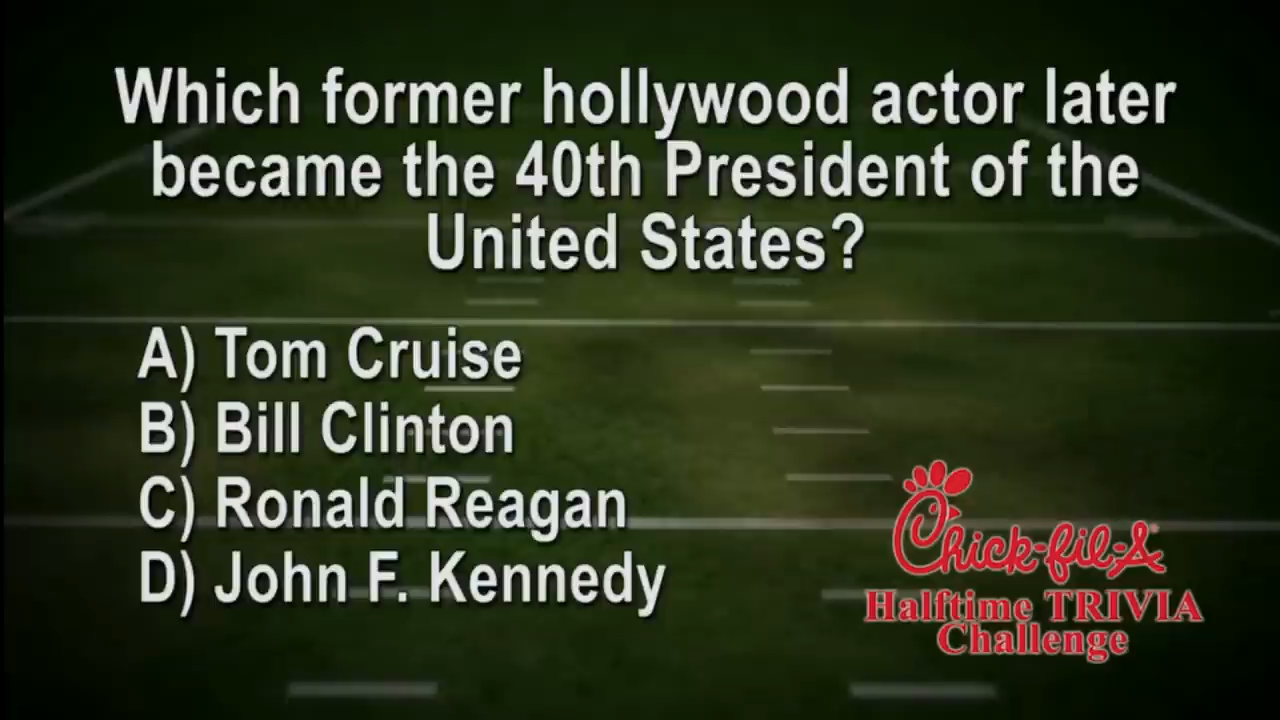 Which former hollywood actor later
became the 40th President of the
United States?
A) Tom Cruise
B) Bill Clinton
C) Ronald Reagan
D) John F. Kennedy
Chick-fil-A®
Halftime TRIVIA
Challenge